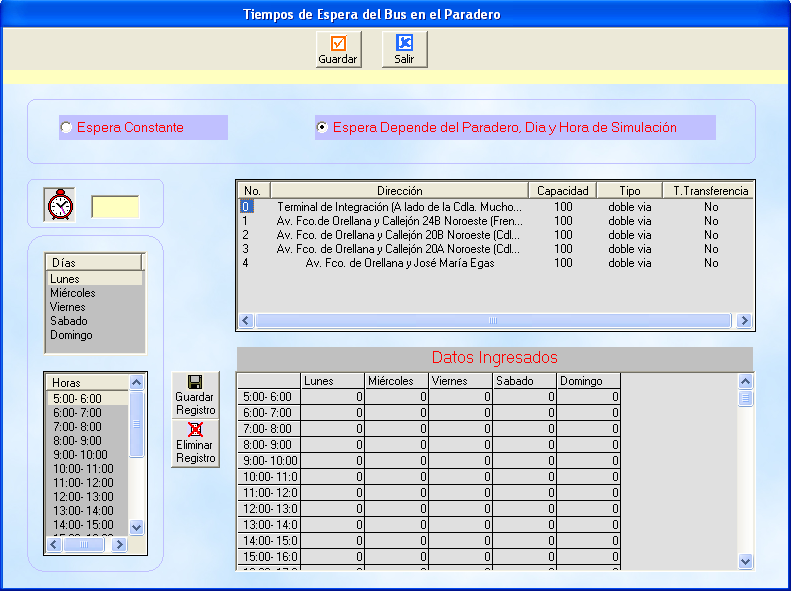 Tiempos de Espera del Bus en el Paradero
Guardar Salir
Espera Constante Espera Depende del Paradero, Dia y Hora de Simulación
No. Dirección Capacidad Tipo T.Transferencia
0 Terminal de Integración (A lado de la Cdla. Mucho... 100 doble via No
1 Av. Fco.de Orellana y Callejón 24B Noroeste (Fren... 100 doble via No
2 Av. Fco. de Orellana y Callejón 20B Noroeste (Cdl... 100 doble via No
3 Av. Fco. de Orellana y Callejón 20A Noroeste (Cdl... 100 doble via No
4 Av. Fco. de Orellana y José María Egas 100 doble via No
Días
Lunes
Miércoles
Viernes
Sabado
Domingo
Horas
5:00- 6:00
6:00- 7:00
7:00- 8:00
8:00- 9:00
9:00- 10:00
10:00- 11:00
11:00- 12:00
12:00- 13:00
13:00- 14:00
14:00- 15:00
Guardar
Registro
Eliminar
Registro
Datos Ingresados
Lunes Miércoles Viernes Sabado Domingo
5:00- 6:00 0 0 0 0 0
6:00- 7:00 0 0 0 0 0
7:00- 8:00 0 0 0 0 0
8:00- 9:00 0 0 0 0 0
9:00- 10:00 0 0 0 0 0
10:00- 11:0 0 0 0 0 0
11:00- 12:0 0 0 0 0 0
12:00- 13:0 0 0 0 0 0
13:00- 14:0 0 0 0 0 0
14:00- 15:0 0 0 0 0 0
15:00- 16:0 0 0 0 0 0